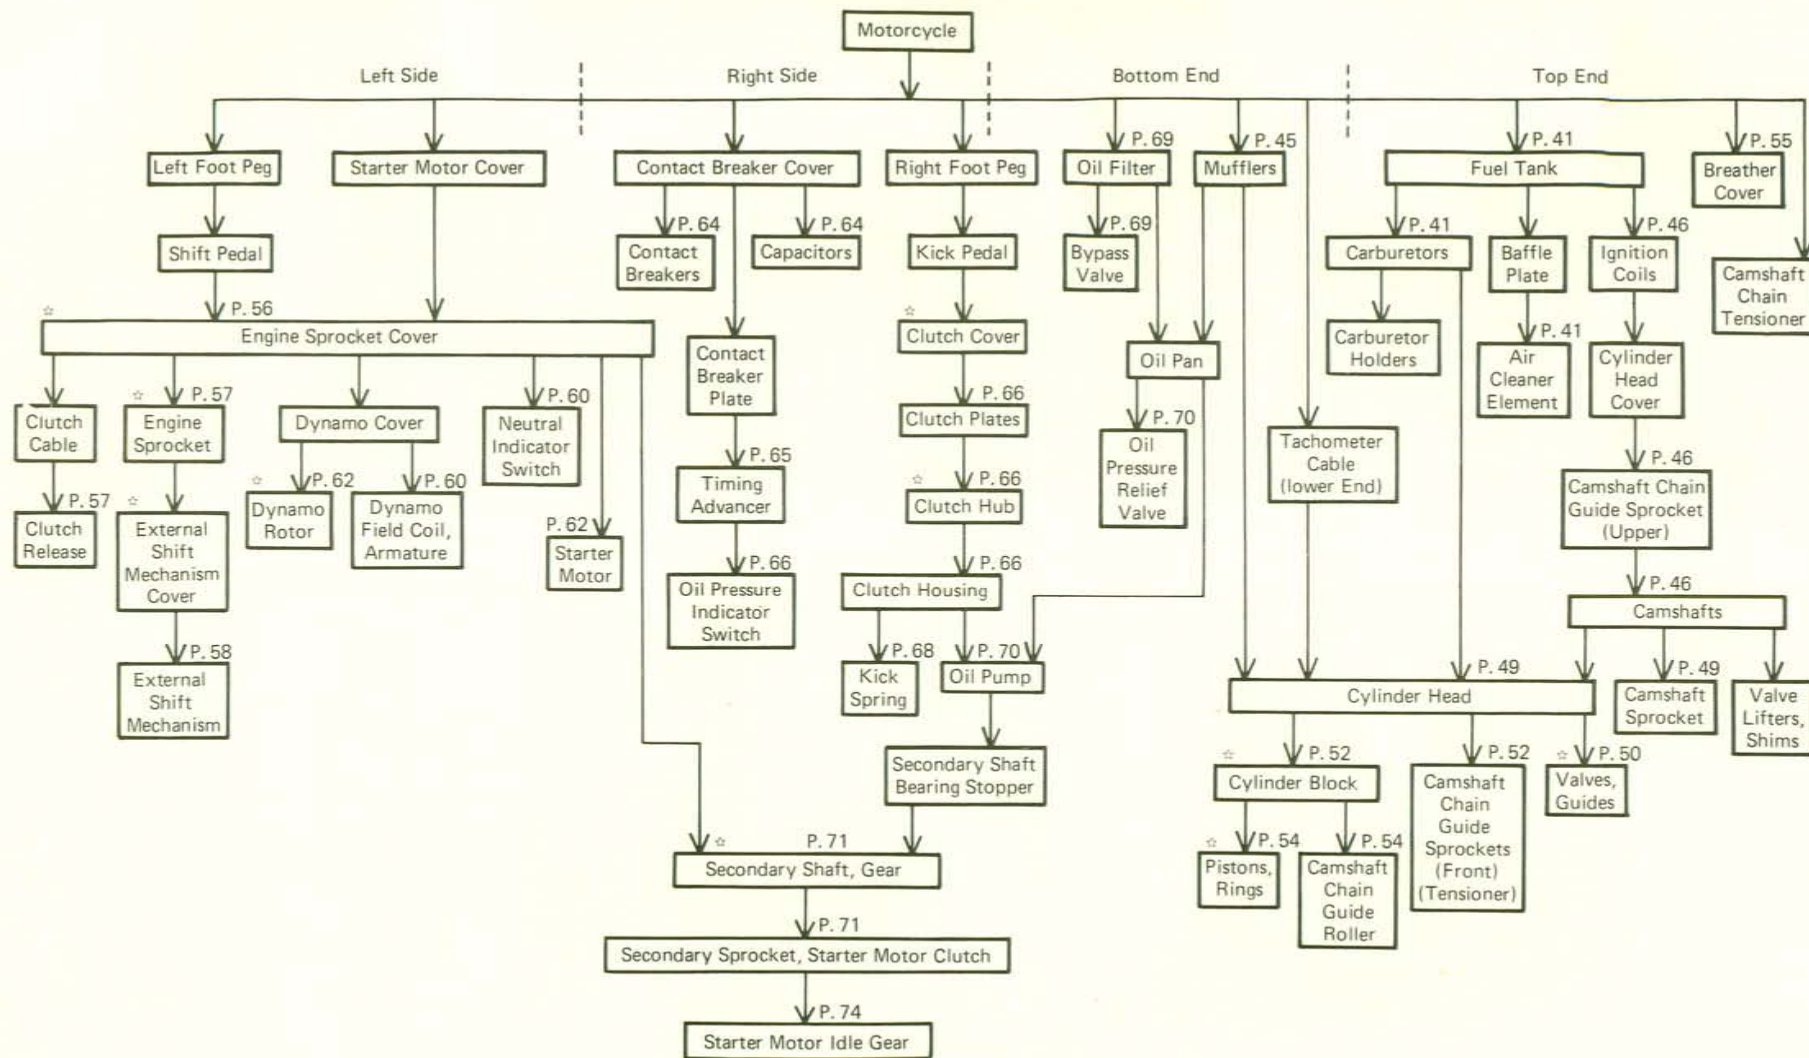 Motorcycle
Left Side
Right Side
Bottom End
Top End
P. 69
P. 45
P. 41
P. 55
Left Foot Peg
Starter Motor Cover
Contact Breaker Cover
Right Foot Peg
Oil Filter
Mufflers
Fuel Tank
Breather
Cover
P. 64
P. 64
P. 69
P. 41
P. 46
Shift Pedal
Contact
Breakers
Capacitors
Kick Pedal
Bypass
Valve
Carburetors
Baffle
Plate
Ignition
Coils
Camshaft
Chain
Tensioner
☆
P. 56
Engine Sprocket Cover
☆
Clutch Cover
Oil Pan
Carburetor
Holders
P. 41
Air
Cleaner
Element
Cylinder
Head
Cover
Contact
Breaker
Plate
Clutch
Cable
☆
P. 57
Engine
Sprocket
Dynamo Cover
P. 60
Neutral
Indicator
Switch
P. 66
Clutch Plates
P. 70
Oil
Pressure
Relief
Valve
Tachometer
Cable
(lower End)
P. 46
Camshaft Chain
Guide Sprocket
(Upper)
P. 57
Clutch
Release
☆
External
Shift
Mechanism
Cover
☆
P. 62
Dynamo
Rotor
P. 60
Dynamo
Field Coil,
Armature
P. 62
Starter
Motor
P. 65
Timing
Advancer
☆
P. 66
Clutch Hub
P. 66
Oil Pressure
Indicator
Switch
P. 66
Clutch Housing
P. 46
Camshafts
P. 58
External
Shift
Mechanism
P. 68
Kick
Spring
P. 70
Oil Pump
P. 49
Cylinder Head
P. 49
Camshaft
Sprocket
Valve
Lifters,
Shims
Secondary Shaft
Bearing Stopper
☆
P. 52
Cylinder Block
P. 52
Camshaft
Chain
Guide
Sprockets
(Front)
(Tensioner)
☆
P. 50
Valves,
Guides
☆
P. 54
Pistons,
Rings
P. 54
Camshaft
Chain
Guide
Roller
☆
P. 71
Secondary Shaft, Gear
P. 71
Secondary Sprocket, Starter Motor Clutch
P. 74
Starter Motor Idle Gear